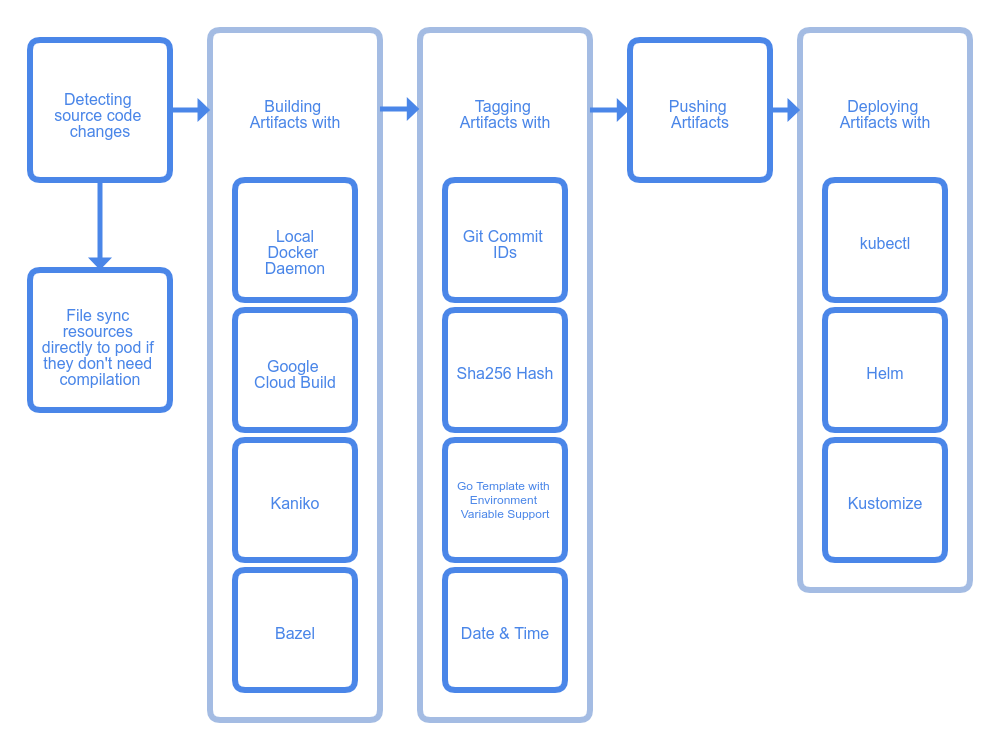 Detecting
source code
changes
File sync
resources
directly to pod if
they don't need
compilation
Building
Artifacts with
Local
Docker
Daemon
Google
Cloud Build
Kaniko
Bazel
Tagging
Artifacts with
Git Commit
IDs
Sha256 Hash
Go Template with
Environment
Variable Support
Date & Time
Pushing
Artifacts
Deploying
Artifacts with
kubectl
Helm
Kustomize